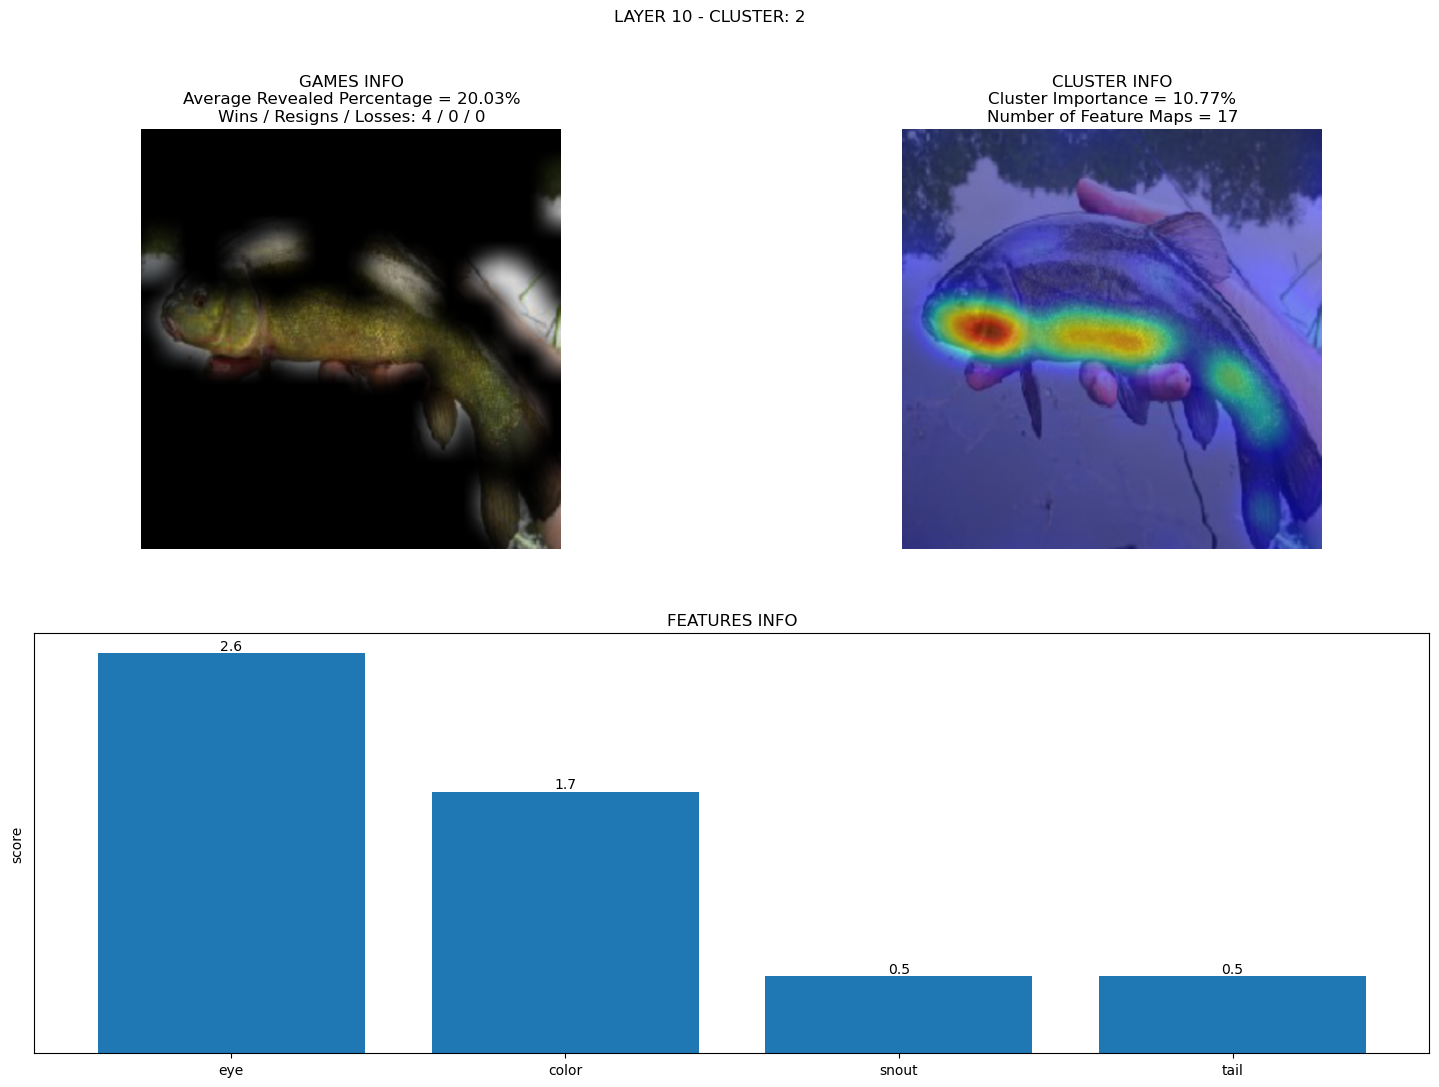 LAYER 10 - CLUSTER: 2
GAMES INFO
Average Revealed Percentage = 20.03%
Wins / Resigns / Losses: 4 / 0 / 0
CLUSTER INFO
Cluster Importance = 10.77%
Number of Feature Maps = 17
FEATURES INFO
score
2.6
1.7
0.5
0.5
eye
color
snout
tail